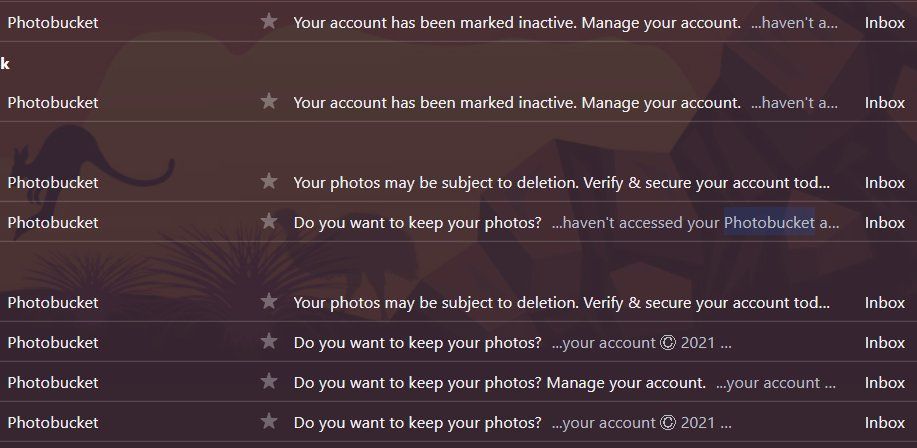 Photobucket Your account has been marked inactive. Manage your account. ...haven't a... Inbox
k
Photobucket Your account has been marked inactive. Manage your account. ...haven't a... Inbox
Photobucket Your photos may be subject to deletion. Verify & secure your account tod... Inbox
Photobucket Do you want to keep your photos? ...haven't accessed your Photobucket a... Inbox
Photobucket Your photos may be subject to deletion. Verify & secure your account tod... Inbox
Photobucket Do you want to keep your photos? ...your account © 2021 ... Inbox
Photobucket Do you want to keep your photos? Manage your account. ...your account ... Inbox
Photobucket Do you want to keep your photos? ...your account © 2021 ... Inbox